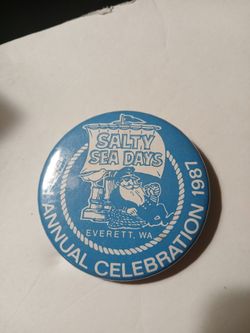 SALTY
SEA DAYS
EVERETT, WA
ANNUAL CELEBRATION 1987